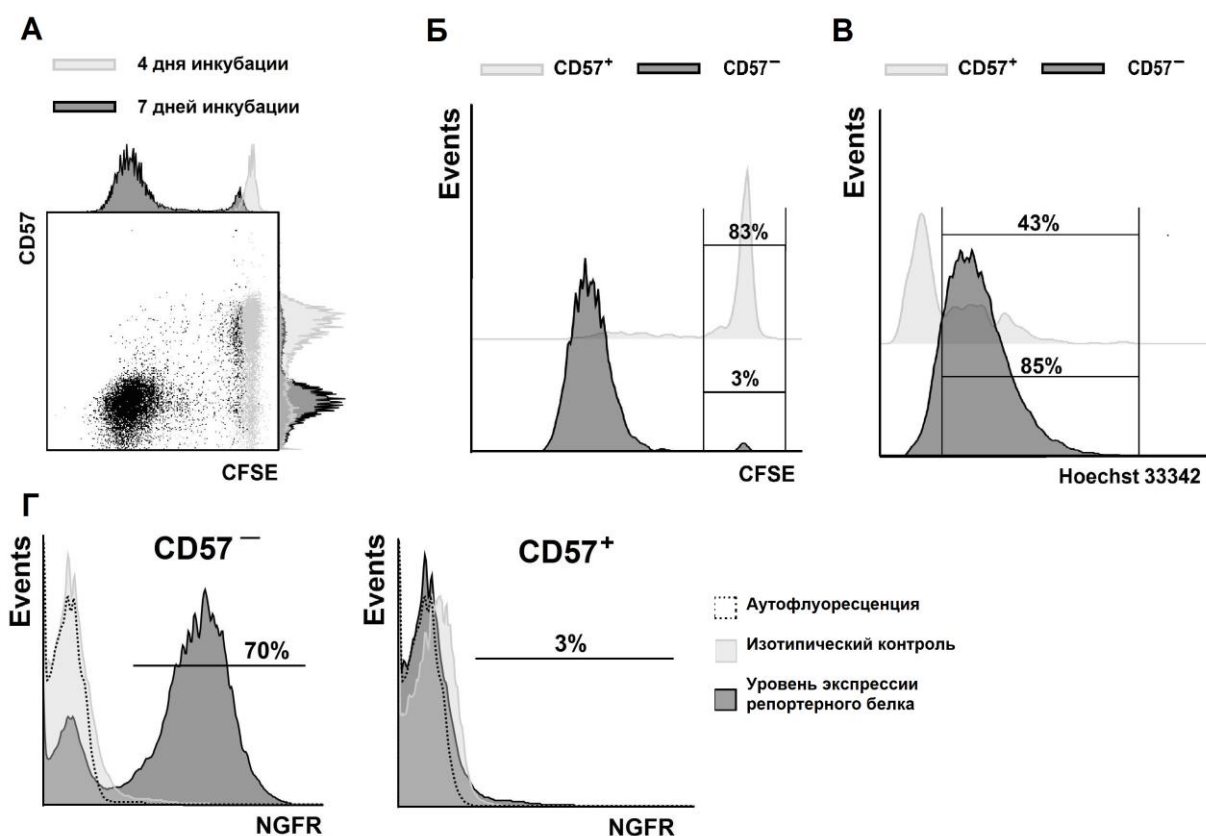 А
4 дня инкубации
7 дней инкубации
CD57
CFSE
Б
CD57⁺ CD57⁻
Events
83%
3%
CFSE
В
CD57⁺ CD57⁻
Events
43%
85%
Hoechst 33342
Г
CD57⁻
Events
70%
NGFR
CD57⁺
Events
3%
NGFR
Аутофлуоресценция
Изотипический контроль
Уровень экспрессии
репортерного белка